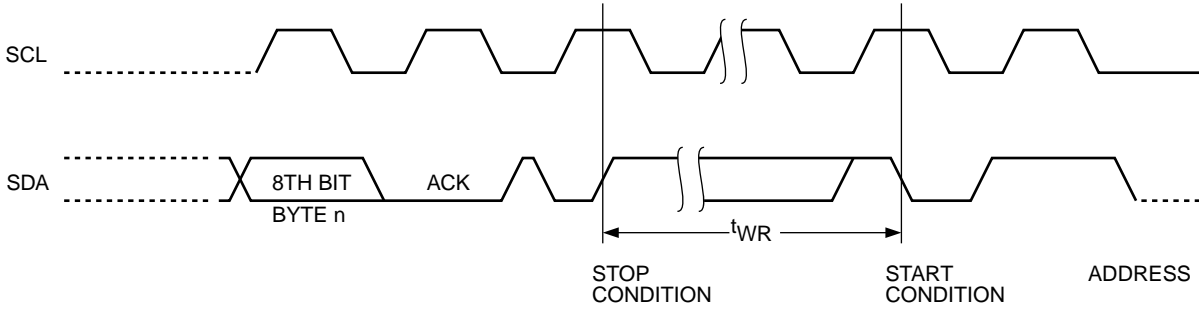 SCL
SDA
8TH BIT
ACK
BYTE n
tWR
STOP
CONDITION
START
CONDITION
ADDRESS